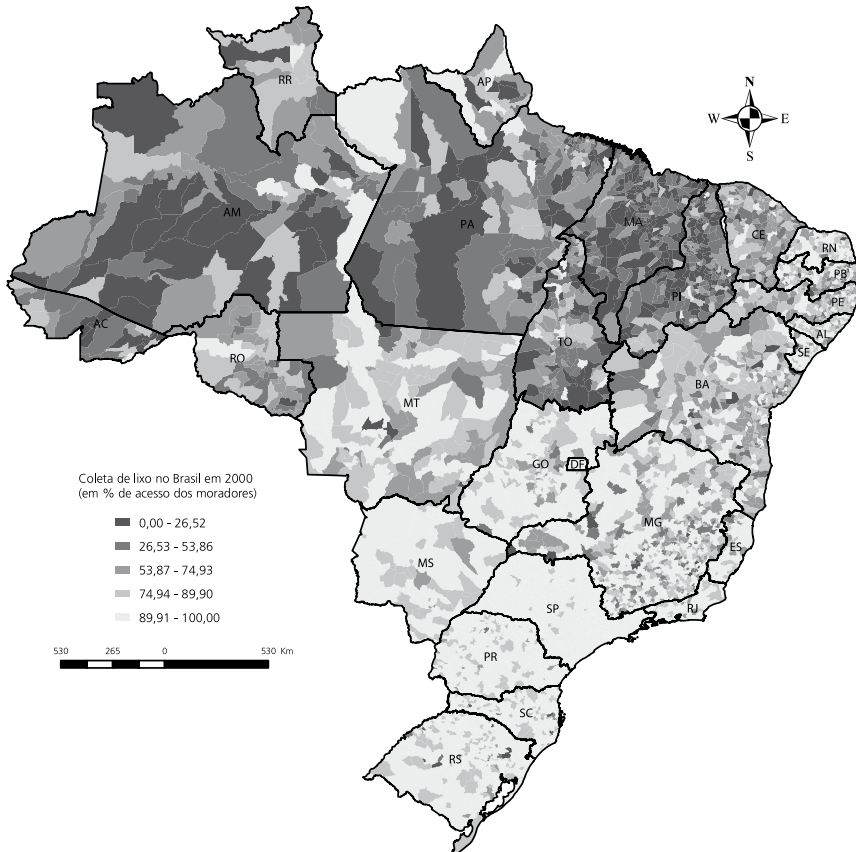 RR
AP
N
W E
S
AM
PA
MA
CE
RN
PB
PI
PE
AC
AL
TO
SE
RO
BA
MT
GO
DF
Coleta de lixo no Brasil em 2000
(em % de acesso dos moradores)
0,00 - 26,52
26,53 - 53,86
53,87 - 74,93
74,94 - 89,90
89,91 - 100,00
MG
ES
MS
SP
RJ
530 265 0 530 Km
PR
SC
RS